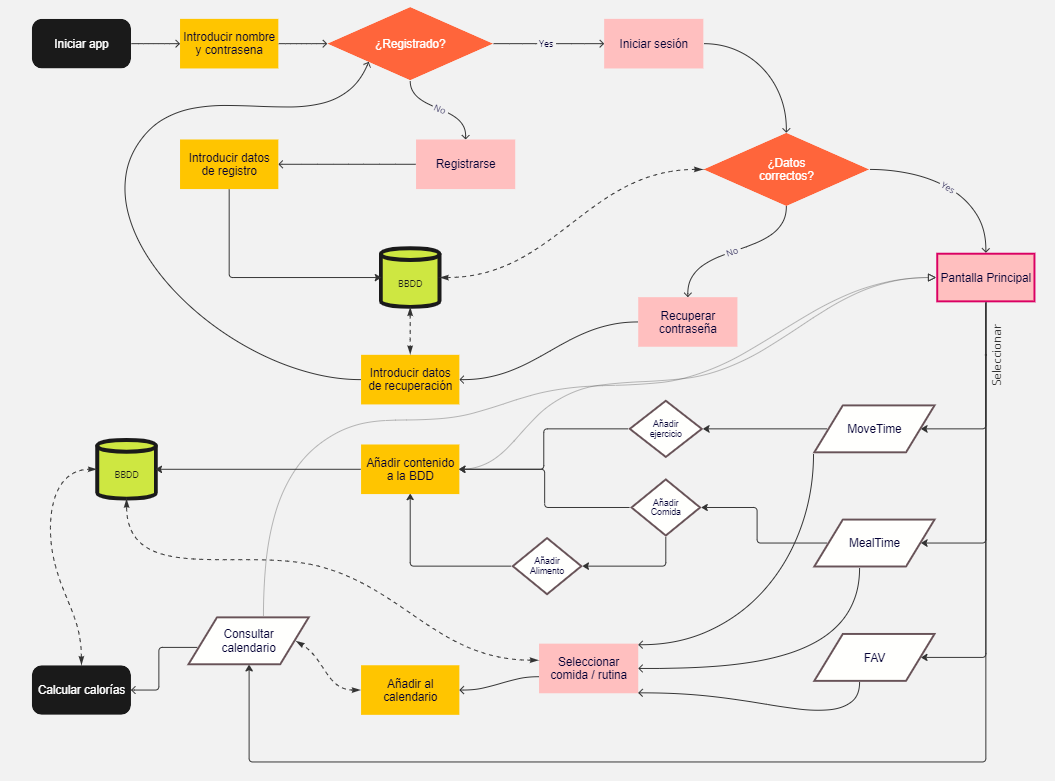 Iniciar app
Introducir nombre
y contrasena
¿Registrado?
Yes
Iniciar sesión
No
Introducir datos
de registro
Registrarse
¿Datos
correctos?
Yes
No
BBDD
Pantalla Principal
Recuperar
contraseña
Seleccionar
Introducir datos
de recuperación
Añadir
ejercicio
MoveTime
Añadir contenido
a la BDD
BBDD
Añadir
Comida
MealTime
Añadir
Alimento
Consultar
calendario
Seleccionar
comida / rutina
FAV
Calcular calorías
Añadir al
calendario